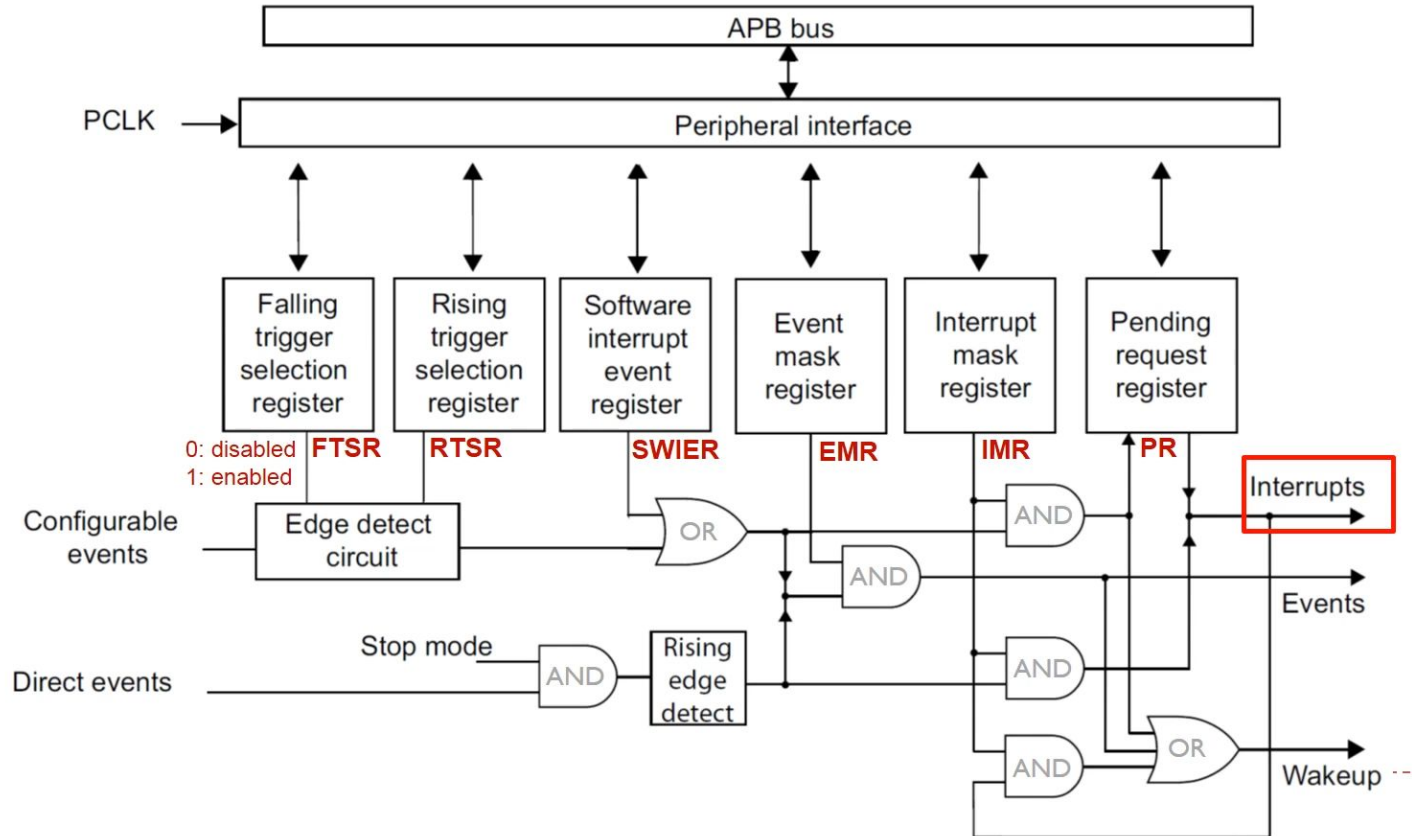 APB bus
PCLK
Peripheral interface
Falling
trigger
selection
register
Rising
trigger
selection
register
Software
interrupt
event
register
Event
mask
register
Interrupt
mask
register
Pending
request
register
0: disabled
1: enabled
FTSR
RTSR
SWIER
EMR
IMR
PR
Interrupts
Configurable
events
Edge detect
circuit
OR
AND
AND
Events
Stop mode
Direct events
AND
Rising
edge
detect
AND
AND
OR
Wakeup